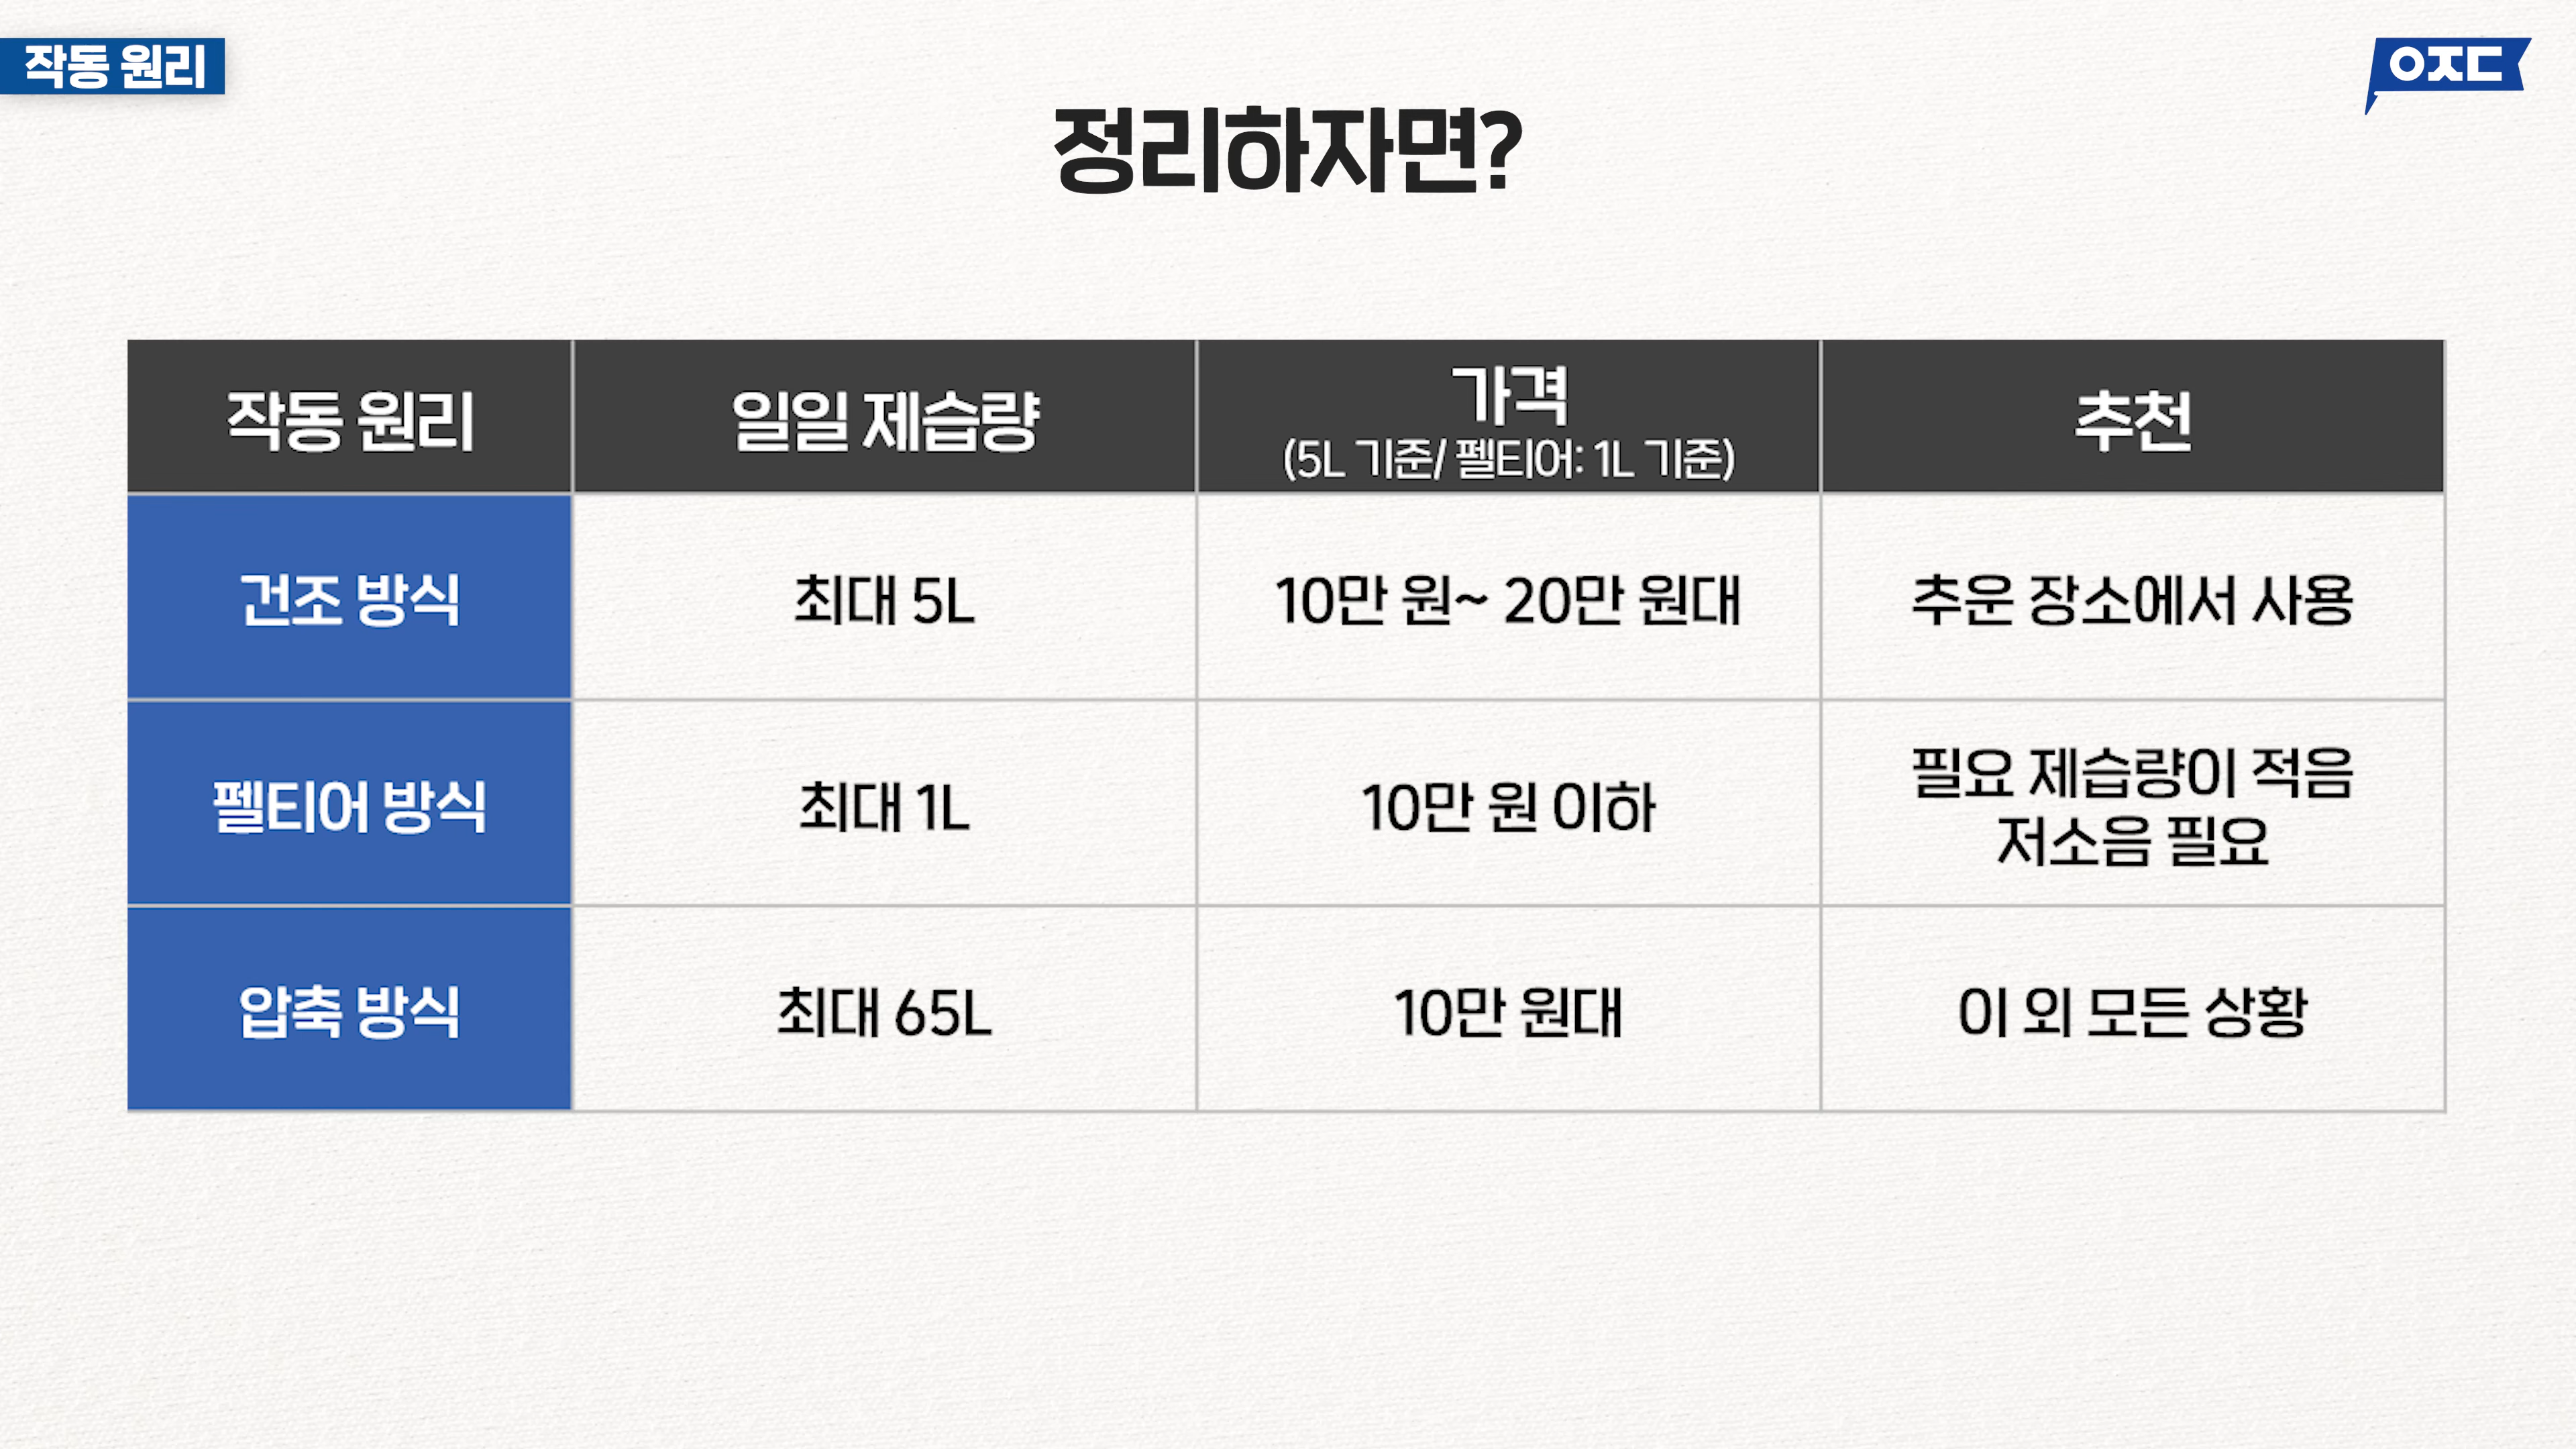 작동 원리
정리하자면?
작동 원리
일일 제습량
가격
(5L 기준/ 펠티어: 1L 기준)
추천
건조 방식
최대 5L
10만 원~ 20만 원대
추운 장소에서 사용
펠티어 방식
최대 1L
10만 원 이하
필요 제습량이 적음
저소음 필요
압축 방식
최대 65L
10만 원대
이 외 모든 상황